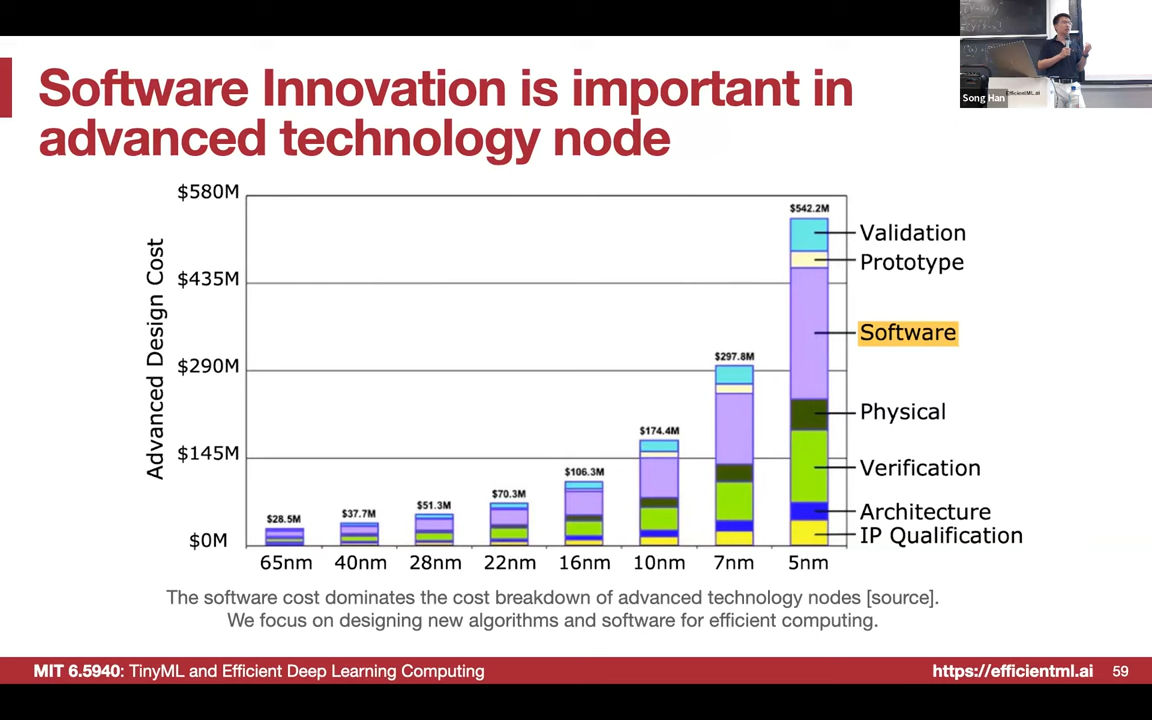 Song Han
EfficientML.ai
Software Innovation is important in
advanced technology node
Advanced Design Cost
$580M
$435M
$290M
$145M
$0M
$28.5M
$37.7M
$51.3M
$70.3M
$106.3M
$174.4M
$297.8M
$542.2M
Validation
Prototype
Software
Physical
Verification
Architecture
IP Qualification
65nm 40nm 28nm 22nm 16nm 10nm 7nm 5nm
The software cost dominates the cost breakdown of advanced technology nodes [source].
We focus on designing new algorithms and software for efficient computing.
MIT 6.5940: TinyML and Efficient Deep Learning Computing
https://efficientml.ai 59